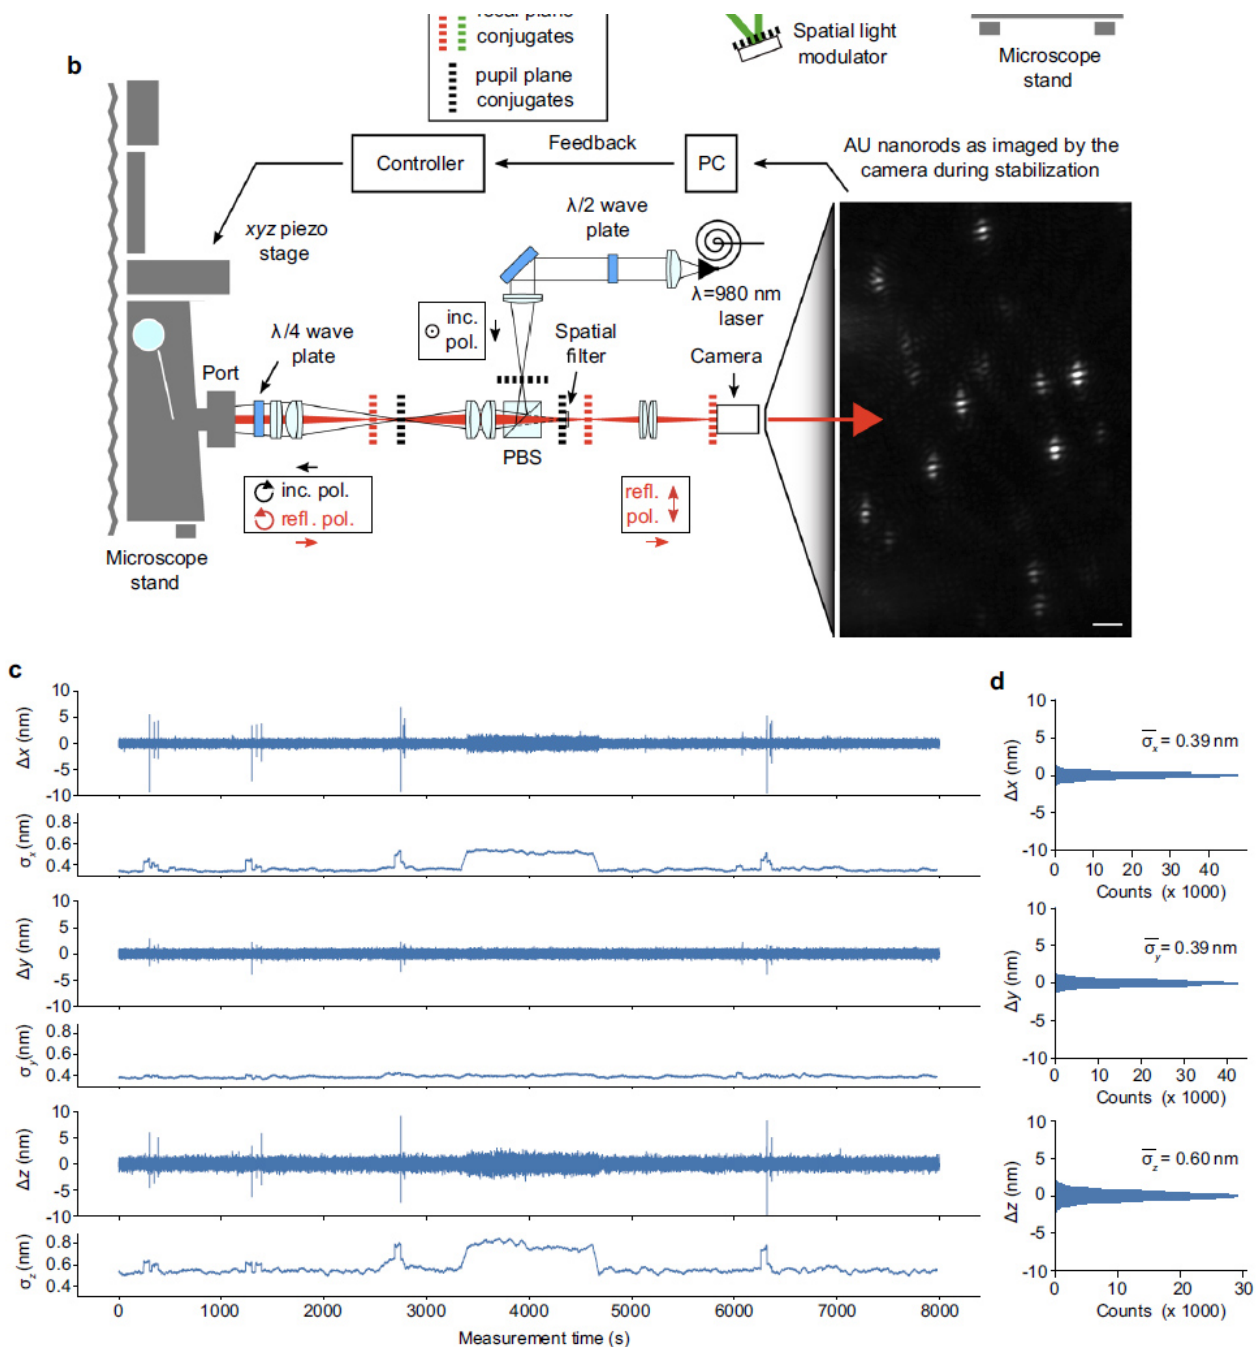 focal plane
conjugates
pupil plane
conjugates
Spatial light
modulator
Microscope
stand
b
Controller
Feedback
PC
AU nanorods as imaged by the
camera during stabilization
xyz piezo
stage
λ/2 wave
plate
λ=980 nm
laser
inc.
pol.
Spatial
filter
Camera
λ/4 wave
plate
Port
PBS
inc. pol.
refl. pol.
refl.
pol.
Microscope
stand
c
10
5
0
-5
-10
Δx (nm)
0.8
0.6
0.4
σx (nm)
10
5
0
-5
-10
Δy (nm)
0.8
0.6
0.4
σy (nm)
10
5
0
-5
-10
Δz (nm)
0.8
0.6
0.4
σz (nm)
0 1000 2000 3000 4000 5000 6000 7000 8000
Measurement time (s)
d
10
5
0
-5
-10
Δx (nm)
σx = 0.39 nm
0 10 20 30 40
Counts (x 1000)
10
5
0
-5
-10
Δy (nm)
σy = 0.39 nm
0 10 20 30 40
Counts (x 1000)
10
5
0
-5
-10
Δz (nm)
σz = 0.60 nm
0 10 20 30
Counts (x 1000)